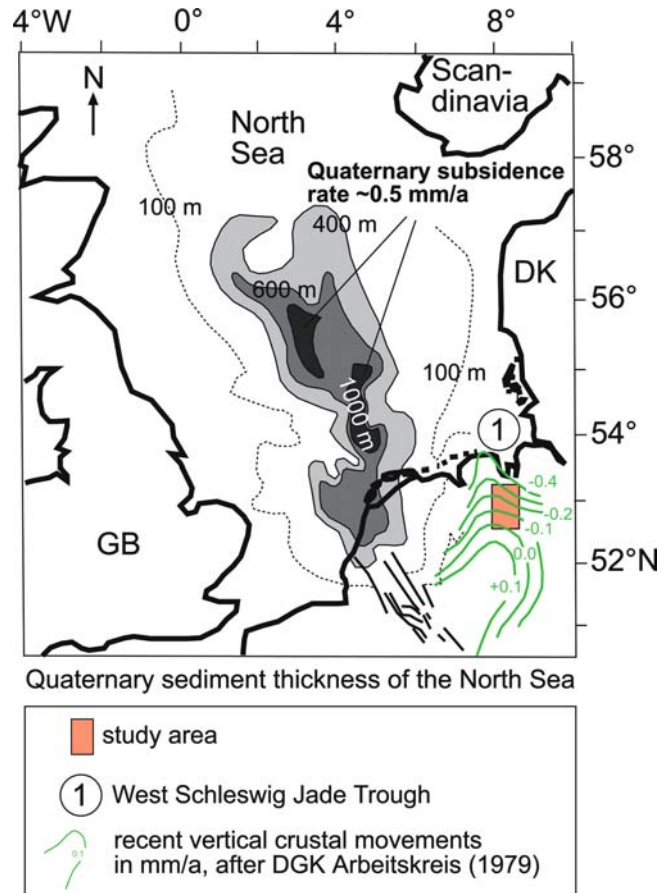 4°W 0° 4° 8°
N
Scan-
dinavia
North
Sea
58°
Quaternary subsidence
rate ~0.5 mm/a
100 m
400 m
DK
600 m
56°
100 m
1000 m
1
54°
-0.4
-0.2
-0.1
GB
0.0
52°N
+0.1
Quaternary sediment thickness of the North Sea
study area
1 West Schleswig Jade Trough
0.1
recent vertical crustal movements
in mm/a, after DGK Arbeitskreis (1979)